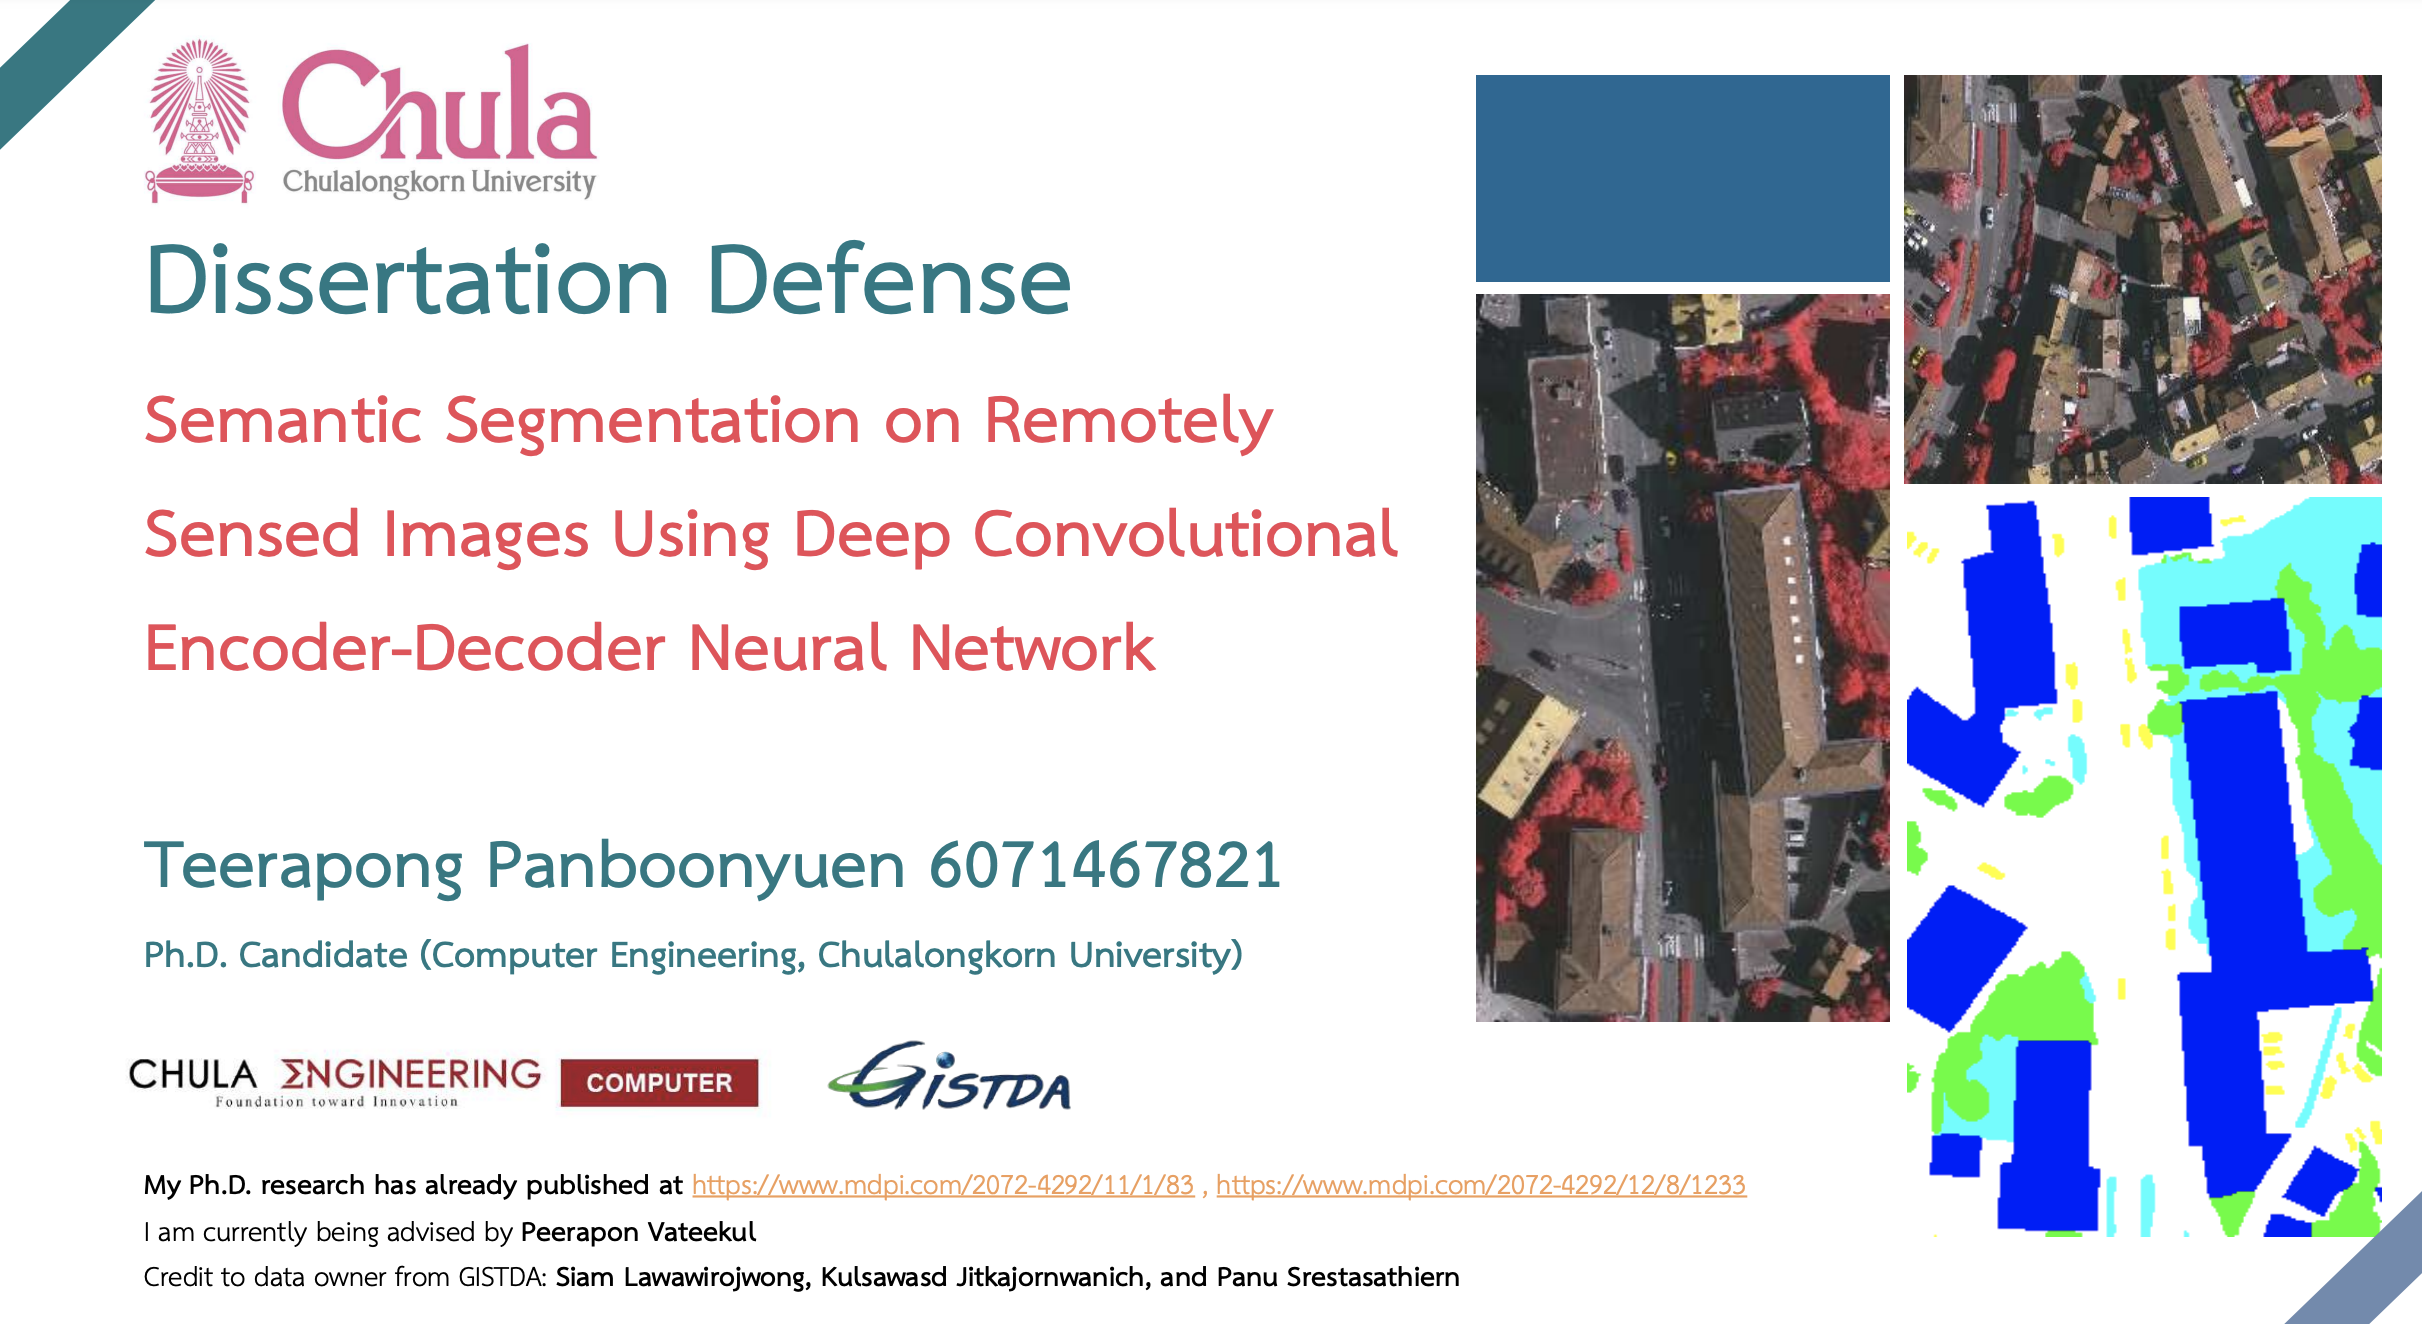 Chula
Chulalongkorn University
Dissertation Defense
Semantic Segmentation on Remotely
Sensed Images Using Deep Convolutional
Encoder-Decoder Neural Network
Teerapong Panboonyuen 6071467821
Ph.D. Candidate (Computer Engineering, Chulalongkorn University)
CHULA ΣNGINEERING
Foundation toward Innovation
COMPUTER
GISTDA
My Ph.D. research has already published at https://www.mdpi.com/2072-4292/11/1/83 , https://www.mdpi.com/2072-4292/12/8/1233
I am currently being advised by Peerapon Vateekul
Credit to data owner from GISTDA: Siam Lawawirojwong, Kulsawasd Jitkajornwanich, and Panu Srestasathiern